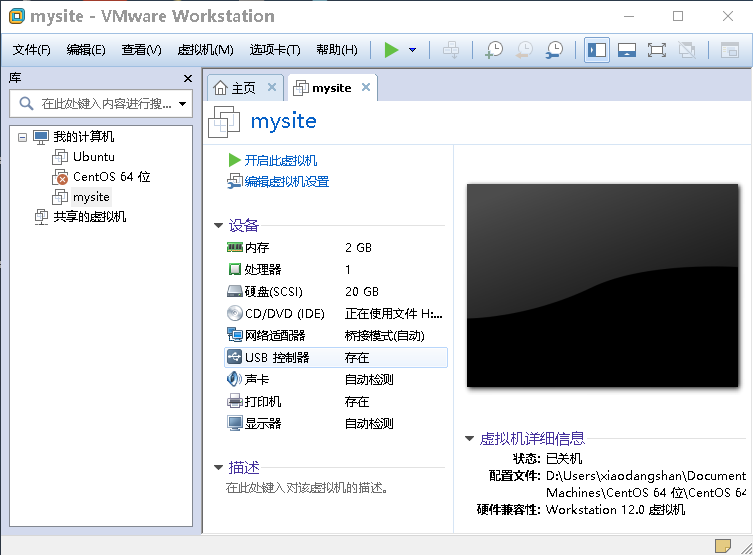 mysite - VMware Workstation
文件(F) 编辑(E) 查看(V) 虚拟机(M) 选项卡(T) 帮助(H)
库
在此处键入内容进行搜...
我的计算机
Ubuntu
CentOS 64 位
mysite
共享的虚拟机
主页 mysite
mysite
开启此虚拟机
编辑虚拟机设置
设备
内存 2 GB
处理器 1
硬盘(SCSI) 20 GB
CD/DVD (IDE) 正在使用文件 H:...
网络适配器 桥接模式(自动)
USB 控制器 存在
声卡 自动检测
打印机 存在
显示器 自动检测
描述
在此处键入对该虚拟机的描述。
虚拟机详细信息
状态: 已关机
配置文件: D:\Users\xiaodangshan\Document
Machines\CentOS 64 位\CentOS 64
硬件兼容性: Workstation 12.0 虚拟机